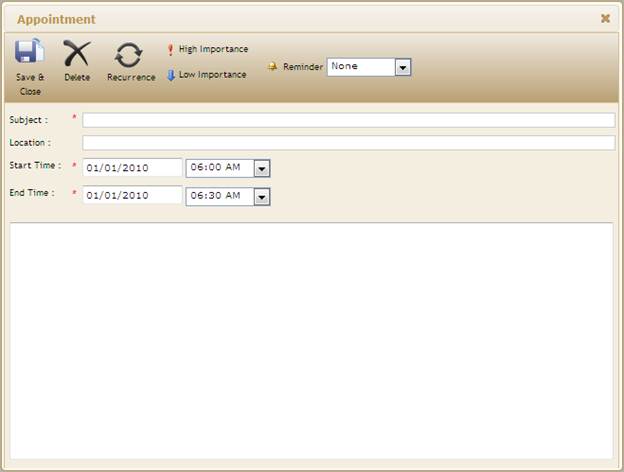 Appointment
Save & Close
Delete
Recurrence
High Importance
Low Importance
Reminder None
Subject : *
Location :
Start Time : * 01/01/2010 06:00 AM
End Time : * 01/01/2010 06:30 AM